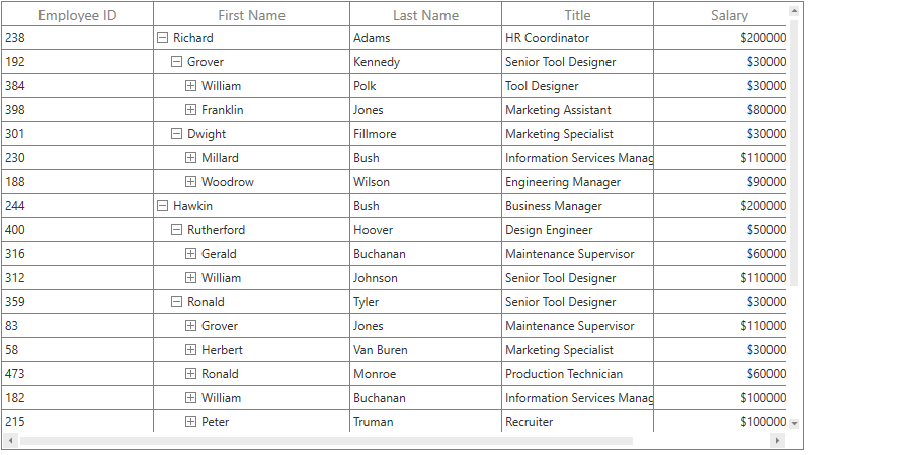 Employee ID First Name Last Name Title Salary
238 Richard Adams HR Coordinator $200000
192 Grover Kennedy Senior Tool Designer $30000
384 William Polk Tool Designer $30000
398 Franklin Jones Marketing Assistant $80000
301 Dwight Fillmore Marketing Specialist $30000
230 Millard Bush Information Services Manag $110000
188 Woodrow Wilson Engineering Manager $90000
244 Hawkin Bush Business Manager $200000
400 Rutherford Hoover Design Engineer $50000
316 Gerald Buchanan Maintenance Supervisor $60000
312 William Johnson Senior Tool Designer $110000
359 Ronald Tyler Senior Tool Designer $30000
83 Grover Jones Maintenance Supervisor $110000
58 Herbert Van Buren Marketing Specialist $30000
473 Ronald Monroe Production Technician $60000
182 William Buchanan Information Services Manag $100000
215 Peter Truman Recruiter $100000